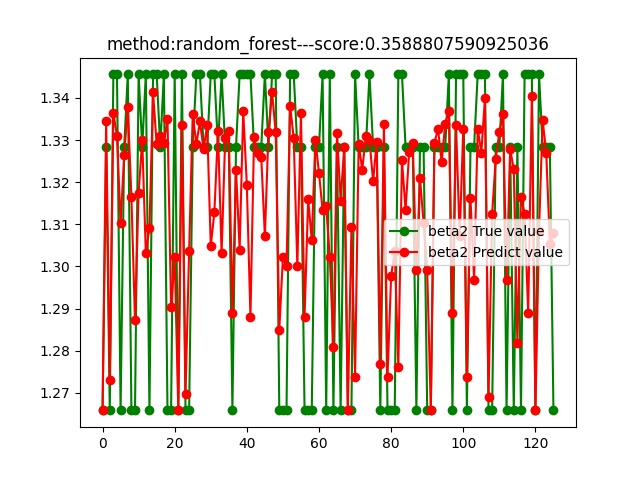 method:random_forest---score:0.3588807590925036
1.34
1.33
1.32
1.31
1.30
1.29
1.28
1.27
beta2 True value
beta2 Predict value
0 20 40 60 80 100 120